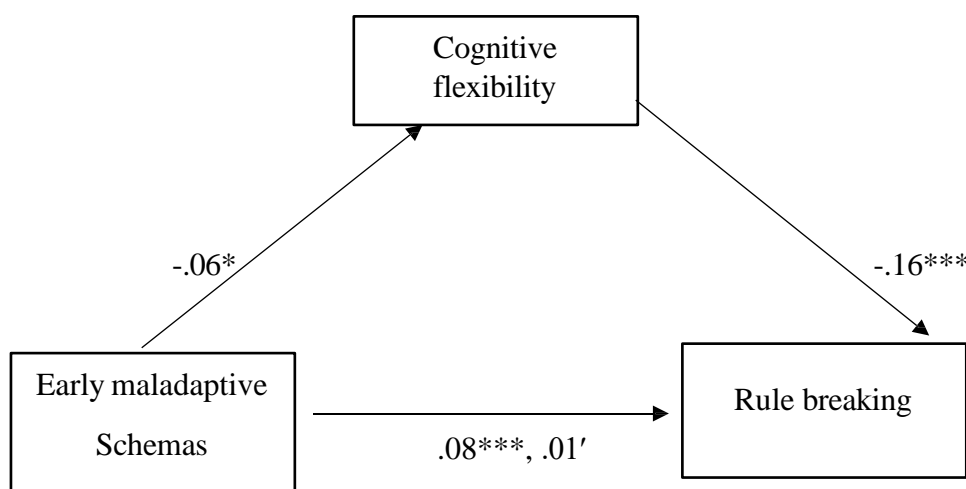 Cognitive
flexibility
-.06*
-.16***
Early maladaptive
Schemas
Rule breaking
.08***, .01′